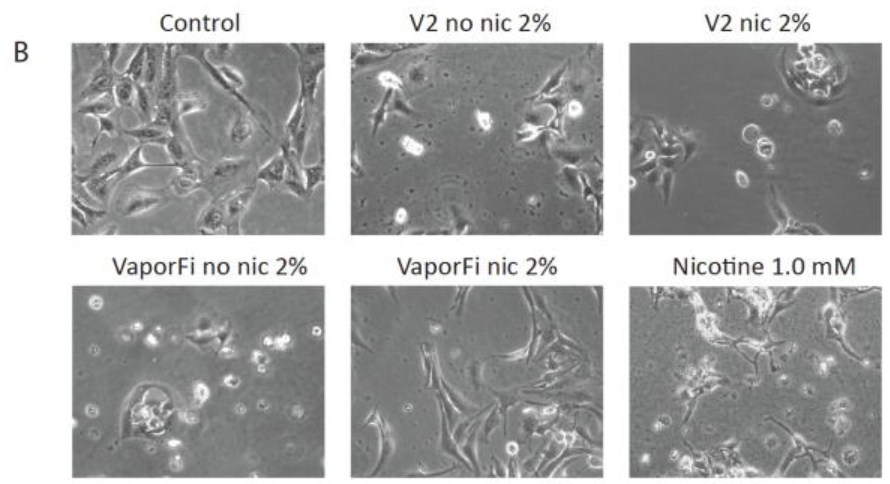 B
Control
V2 no nic 2%
V2 nic 2%
VaporFi no nic 2%
VaporFi nic 2%
Nicotine 1.0 mM